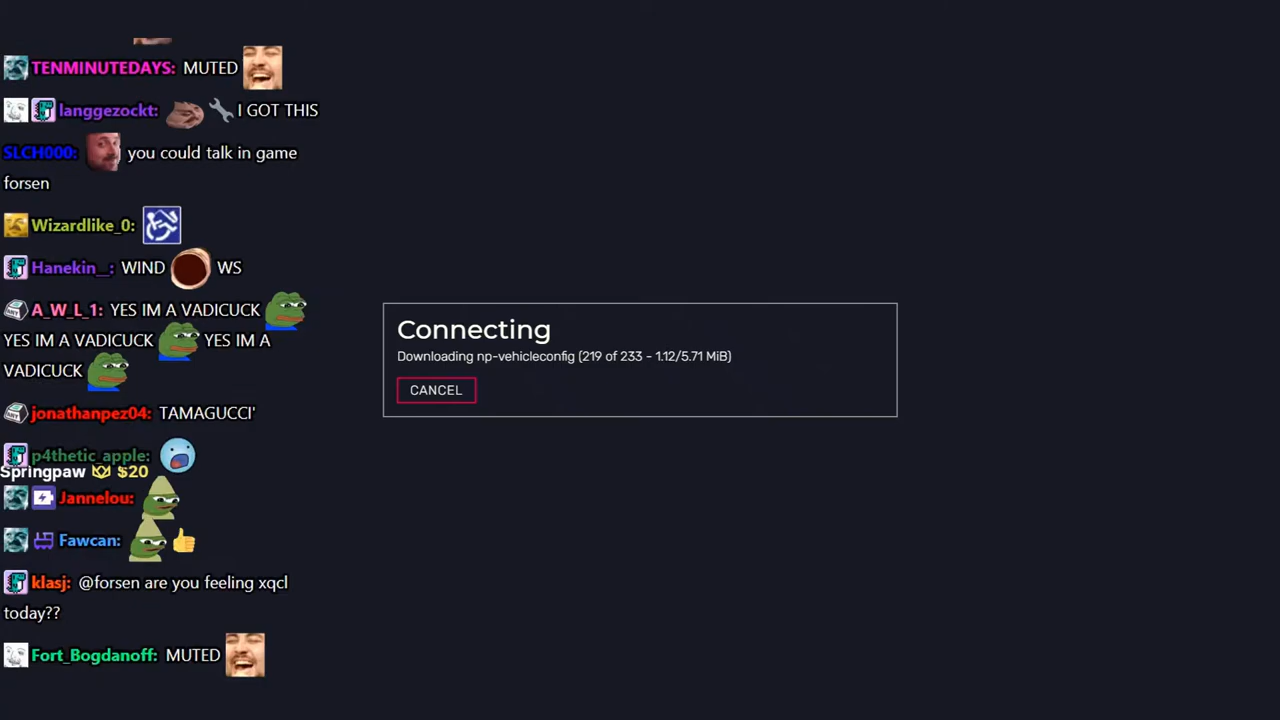 TENMINUTEDAYS: MUTED
langgezockt: I GOT THIS
SLCH000: you could talk in game
forsen
Wizardlike_0:
Hanekin__: WIND WS
A_W_L_1: YES IM A VADICUCK
YES IM A VADICUCK YES IM A
VADICUCK
jonathanpez04: TAMAGUCCI'
p4thetic_apple:
Springpaw $20
Jannelou:
Fawcan:
klasj: @forsen are you feeling xqcl
today??
Fort_Bogdanoff: MUTED
Connecting
Downloading np-vehicleconfig (219 of 233 - 1.12/5.71 MiB)
CANCEL